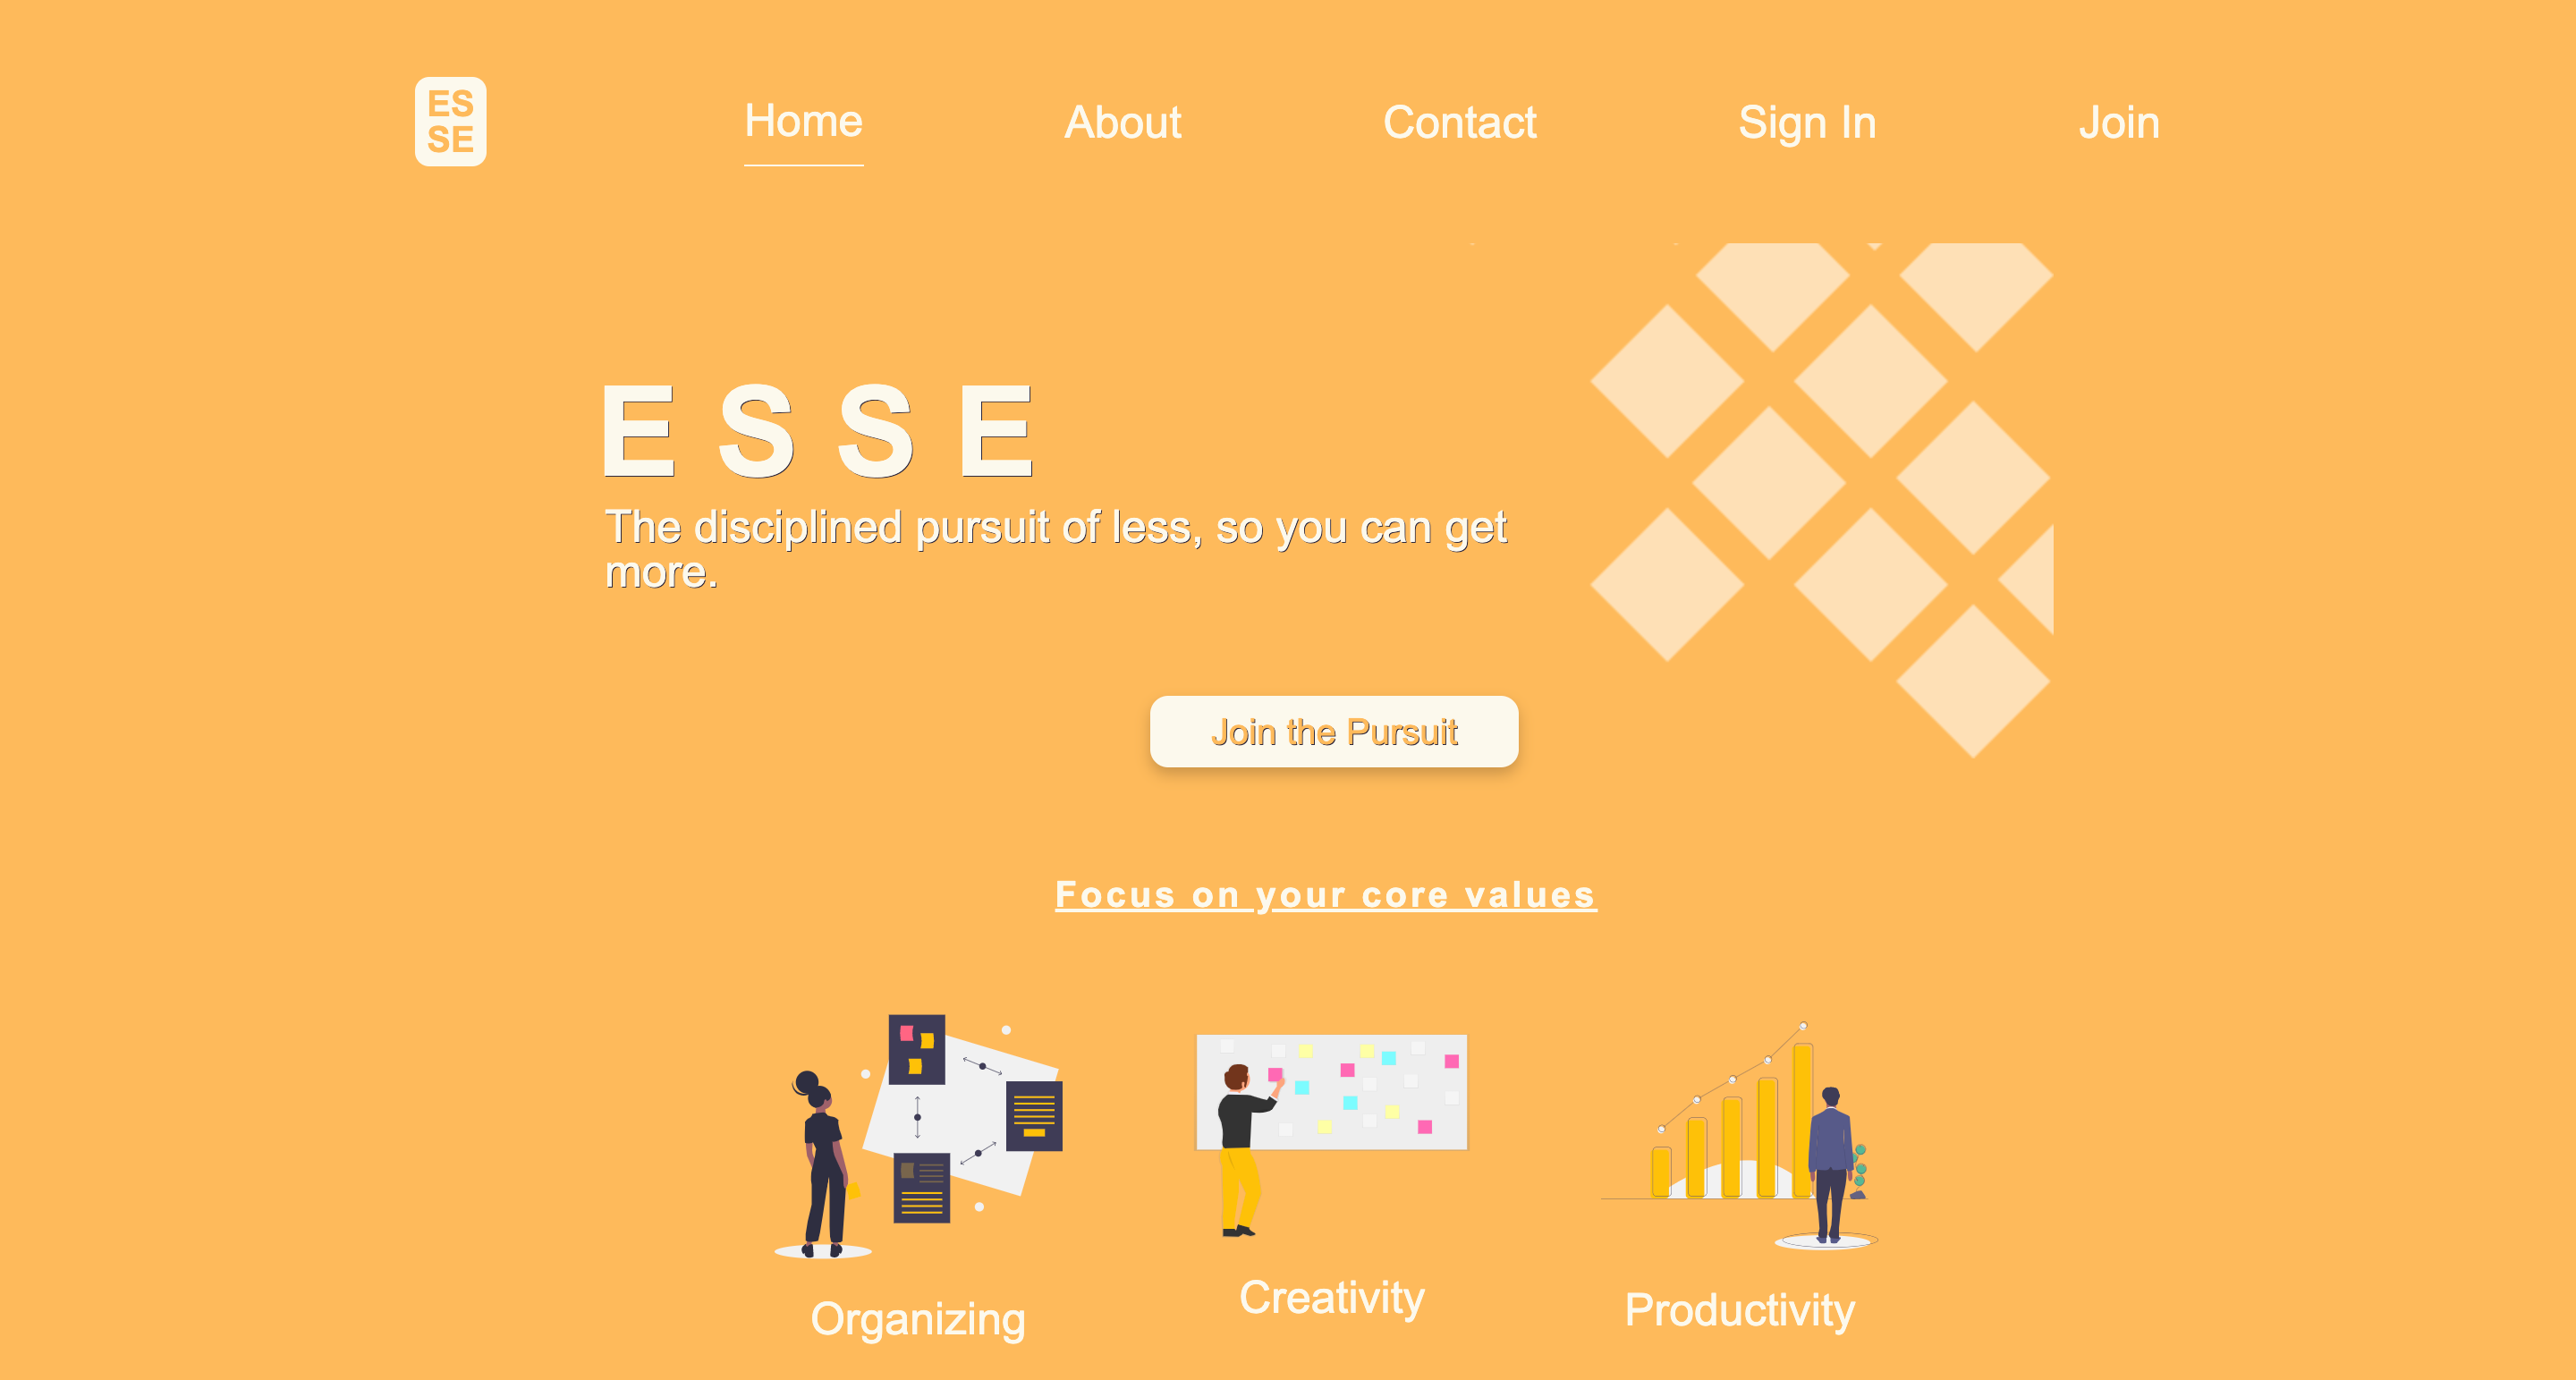 ES
SE
Home
About
Contact
Sign In
Join
ESSE
The disciplined pursuit of less, so you can get
more.
Join the Pursuit
Focus on your core values
Organizing
Creativity
Productivity